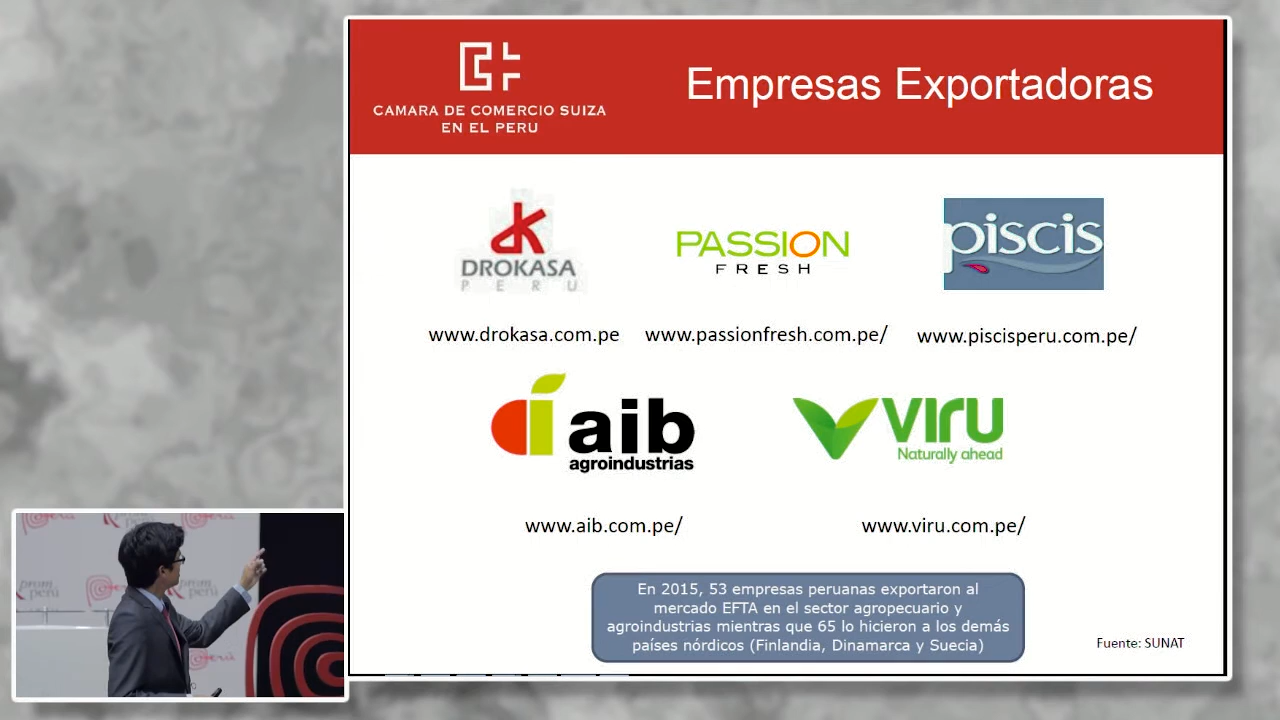 CAMARA DE COMERCIO SUIZA
EN EL PERU
Empresas Exportadoras
DROKASA
PERU
PASSION
FRESH
piscis
www.drokasa.com.pe
www.passionfresh.com.pe/
www.piscisperu.com.pe/
aib
agroindustrias
VIRU
Naturally ahead
www.aib.com.pe/
www.viru.com.pe/
En 2015, 53 empresas peruanas exportaron al
mercado EFTA en el sector agropecuario y
agroindustrias mientras que 65 lo hicieron a los demás
países nórdicos (Finlandia, Dinamarca y Suecia)
Fuente: SUNAT
prom
perú